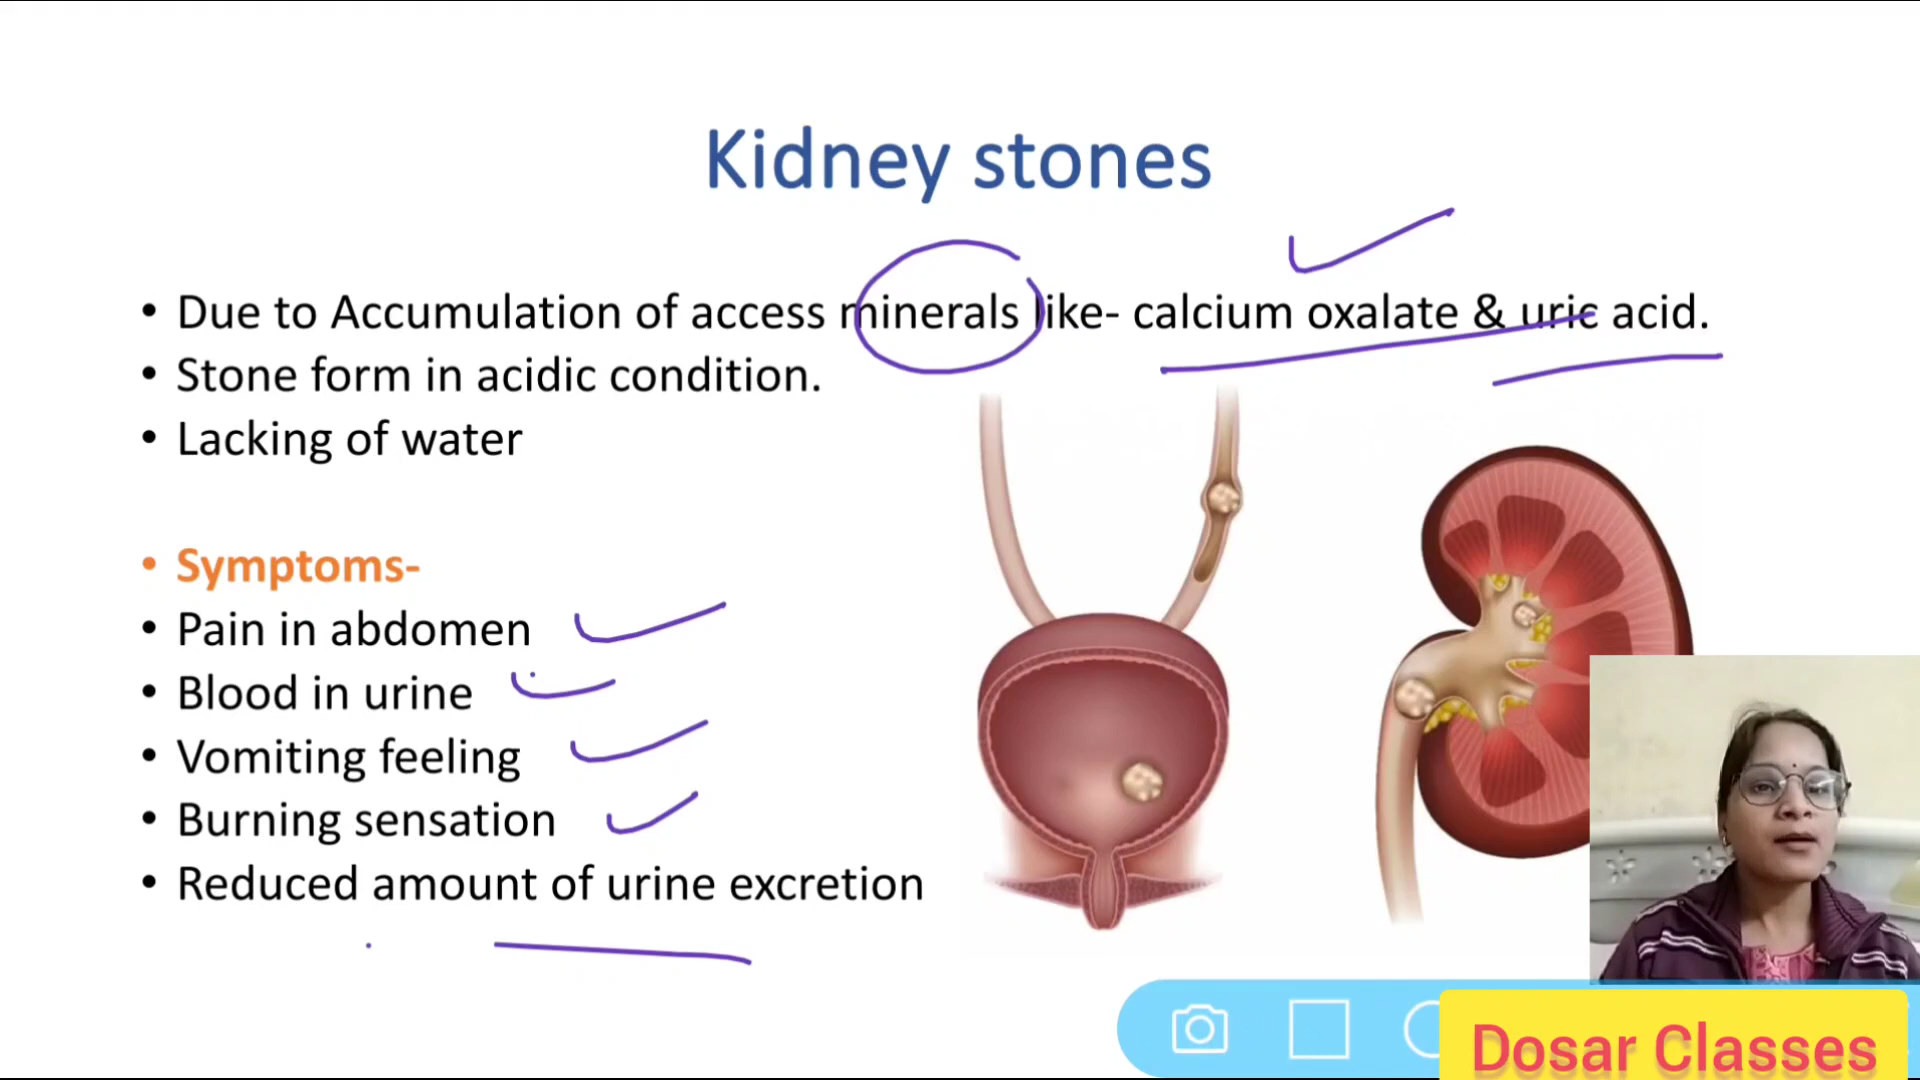 Kidney stones
• Due to Accumulation of access minerals like- calcium oxalate & uric acid.
• Stone form in acidic condition.
• Lacking of water
• Symptoms-
• Pain in abdomen
• Blood in urine
• Vomiting feeling
• Burning sensation
• Reduced amount of urine excretion
Dosar Classes